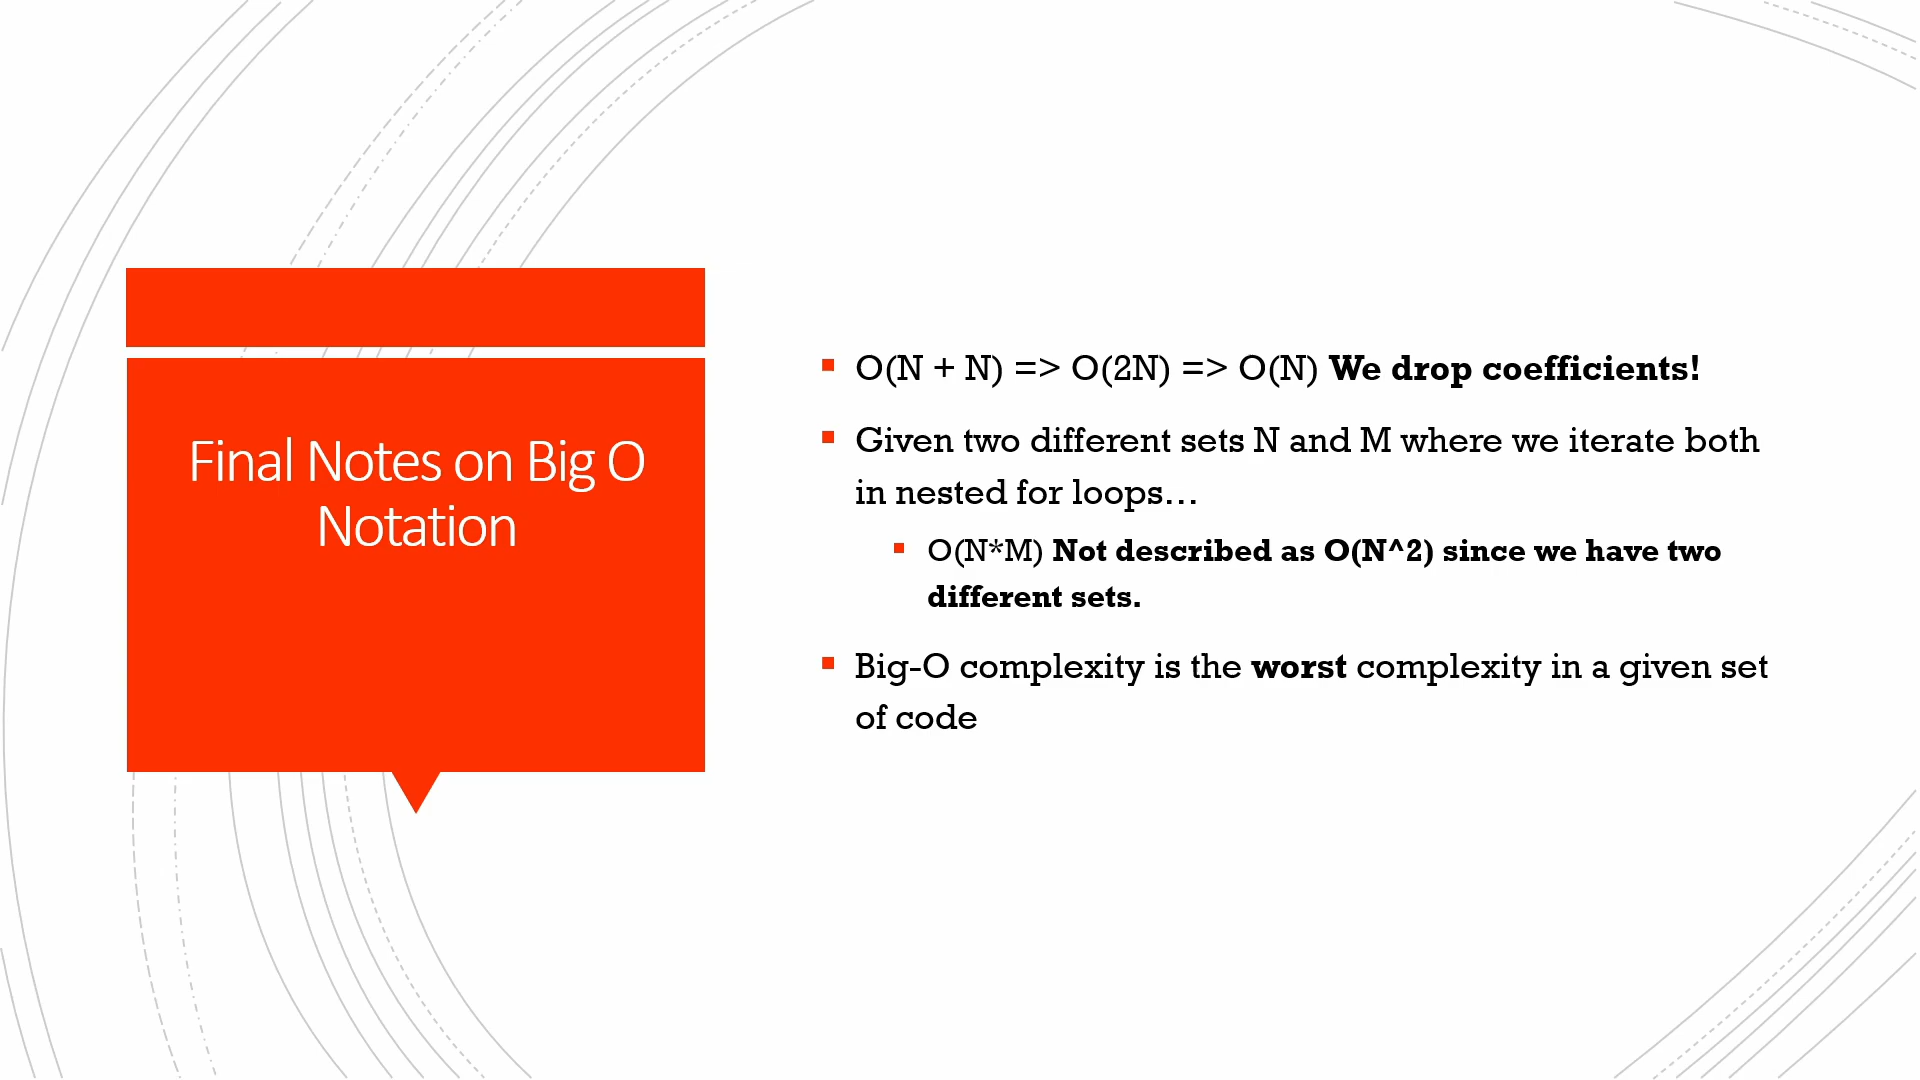 Final Notes on Big O
Notation
O(N + N) => O(2N) => O(N) We drop coefficients!
Given two different sets N and M where we iterate both
in nested for loops…
O(N*M) Not described as O(N^2) since we have two
different sets.
Big-O complexity is the worst complexity in a given set
of code